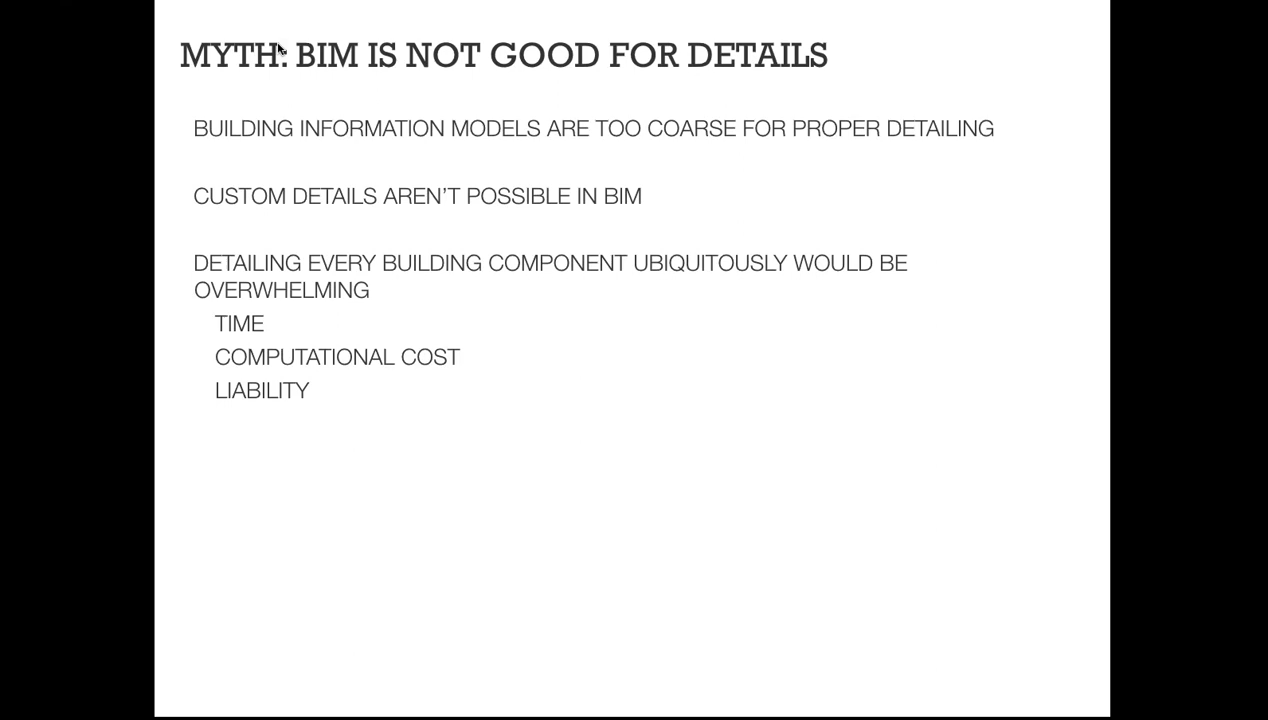 MYTH: BIM IS NOT GOOD FOR DETAILS
BUILDING INFORMATION MODELS ARE TOO COARSE FOR PROPER DETAILING
CUSTOM DETAILS AREN’T POSSIBLE IN BIM
DETAILING EVERY BUILDING COMPONENT UBIQUITOUSLY WOULD BE
OVERWHELMING
TIME
COMPUTATIONAL COST
LIABILITY